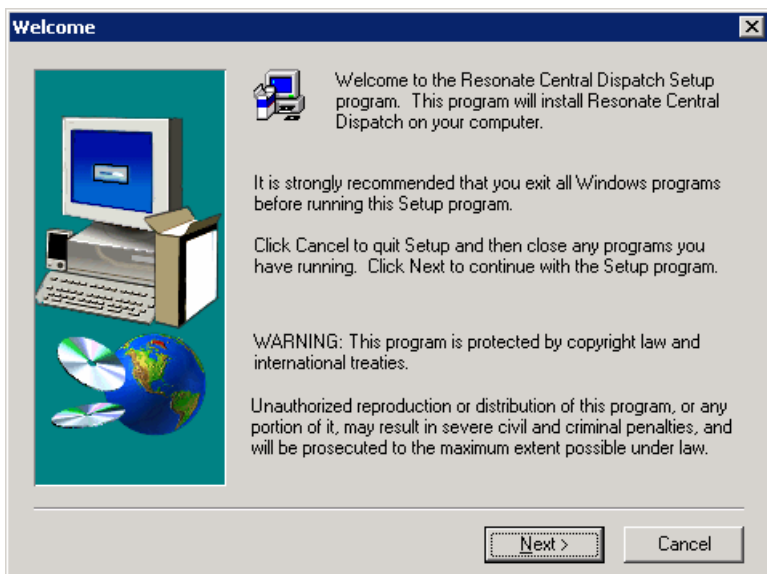 Welcome
Welcome to the Resonate Central Dispatch Setup
program.  This program will install Resonate Central
Dispatch on your computer.
It is strongly recommended that you exit all Windows programs
before running this Setup program.
Click Cancel to quit Setup and then close any programs you
have running.  Click Next to continue with the Setup program.
WARNING: This program is protected by copyright law and
international treaties.
Unauthorized reproduction or distribution of this program, or any
portion of it, may result in severe civil and criminal penalties, and
will be prosecuted to the maximum extent possible under law.
Next >
Cancel